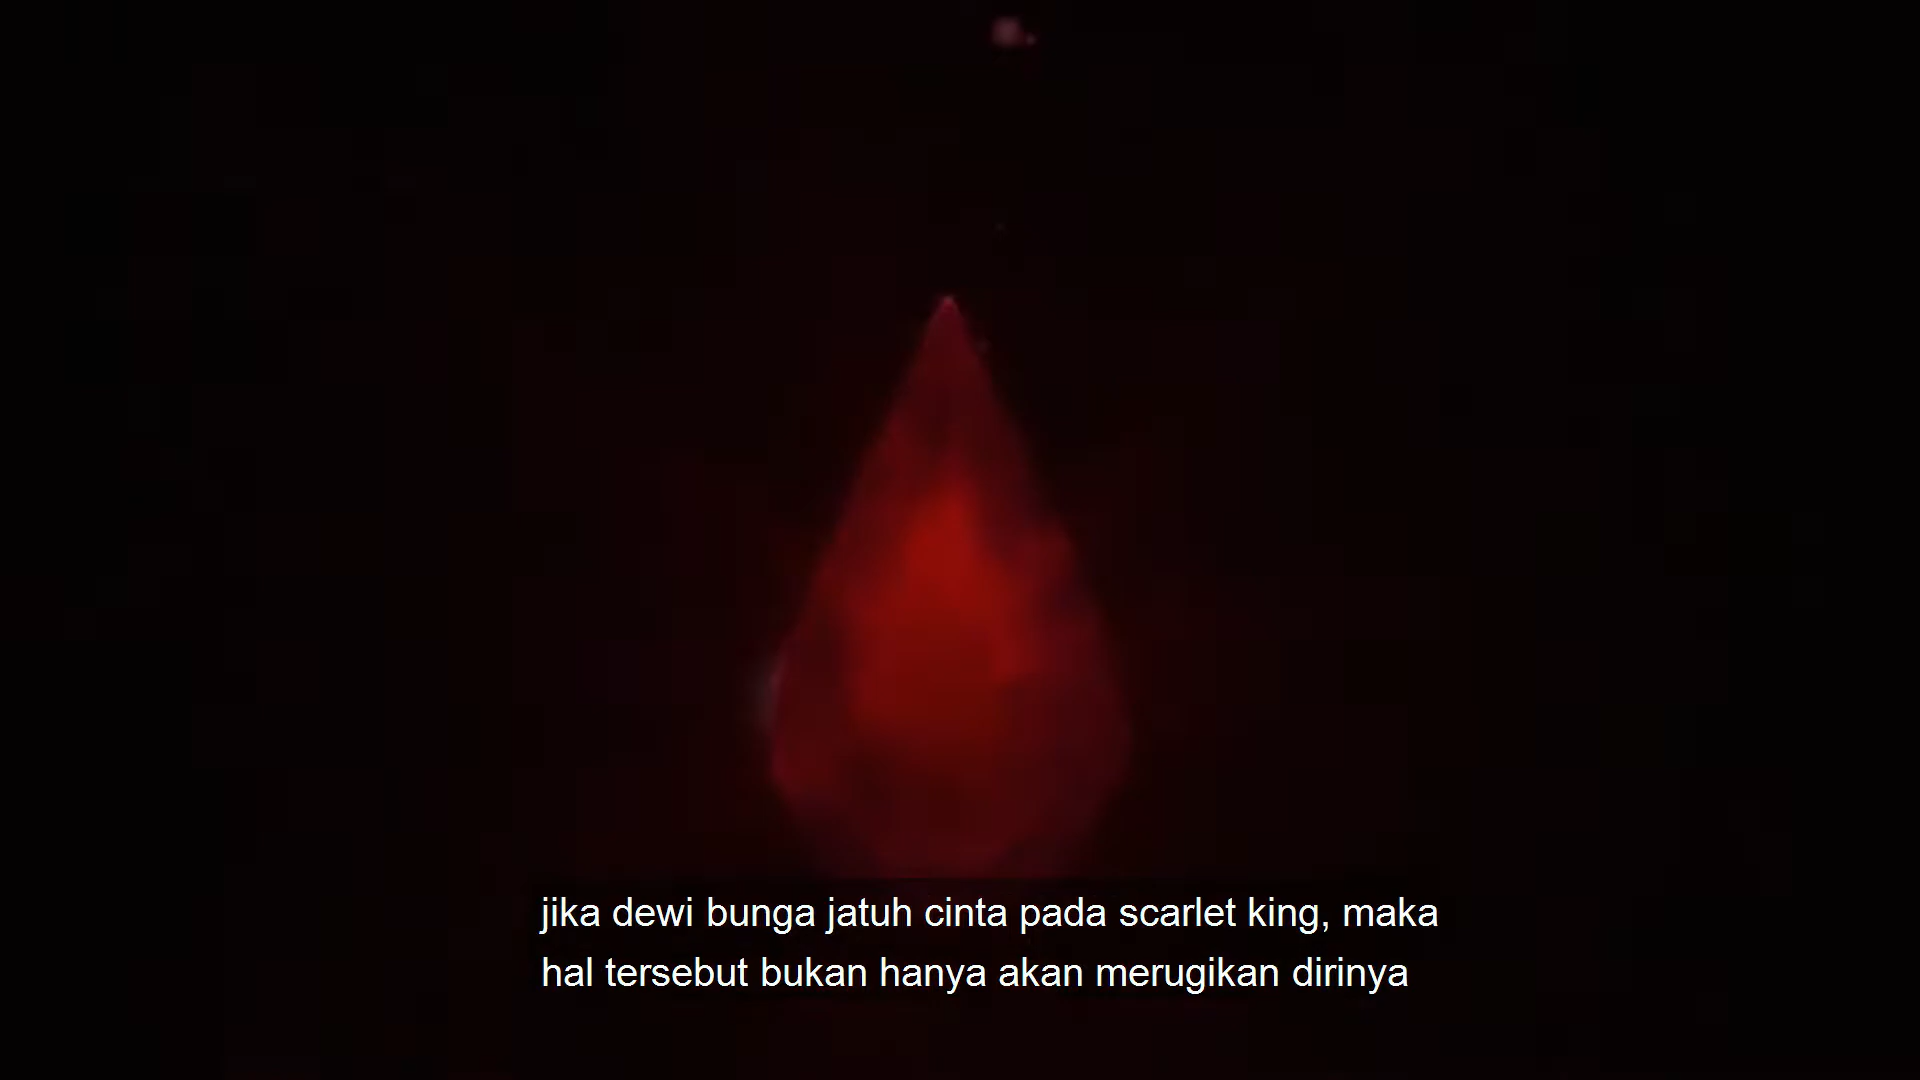 jika dewi bunga jatuh cinta pada scarlet king, maka
hal tersebut bukan hanya akan merugikan dirinya